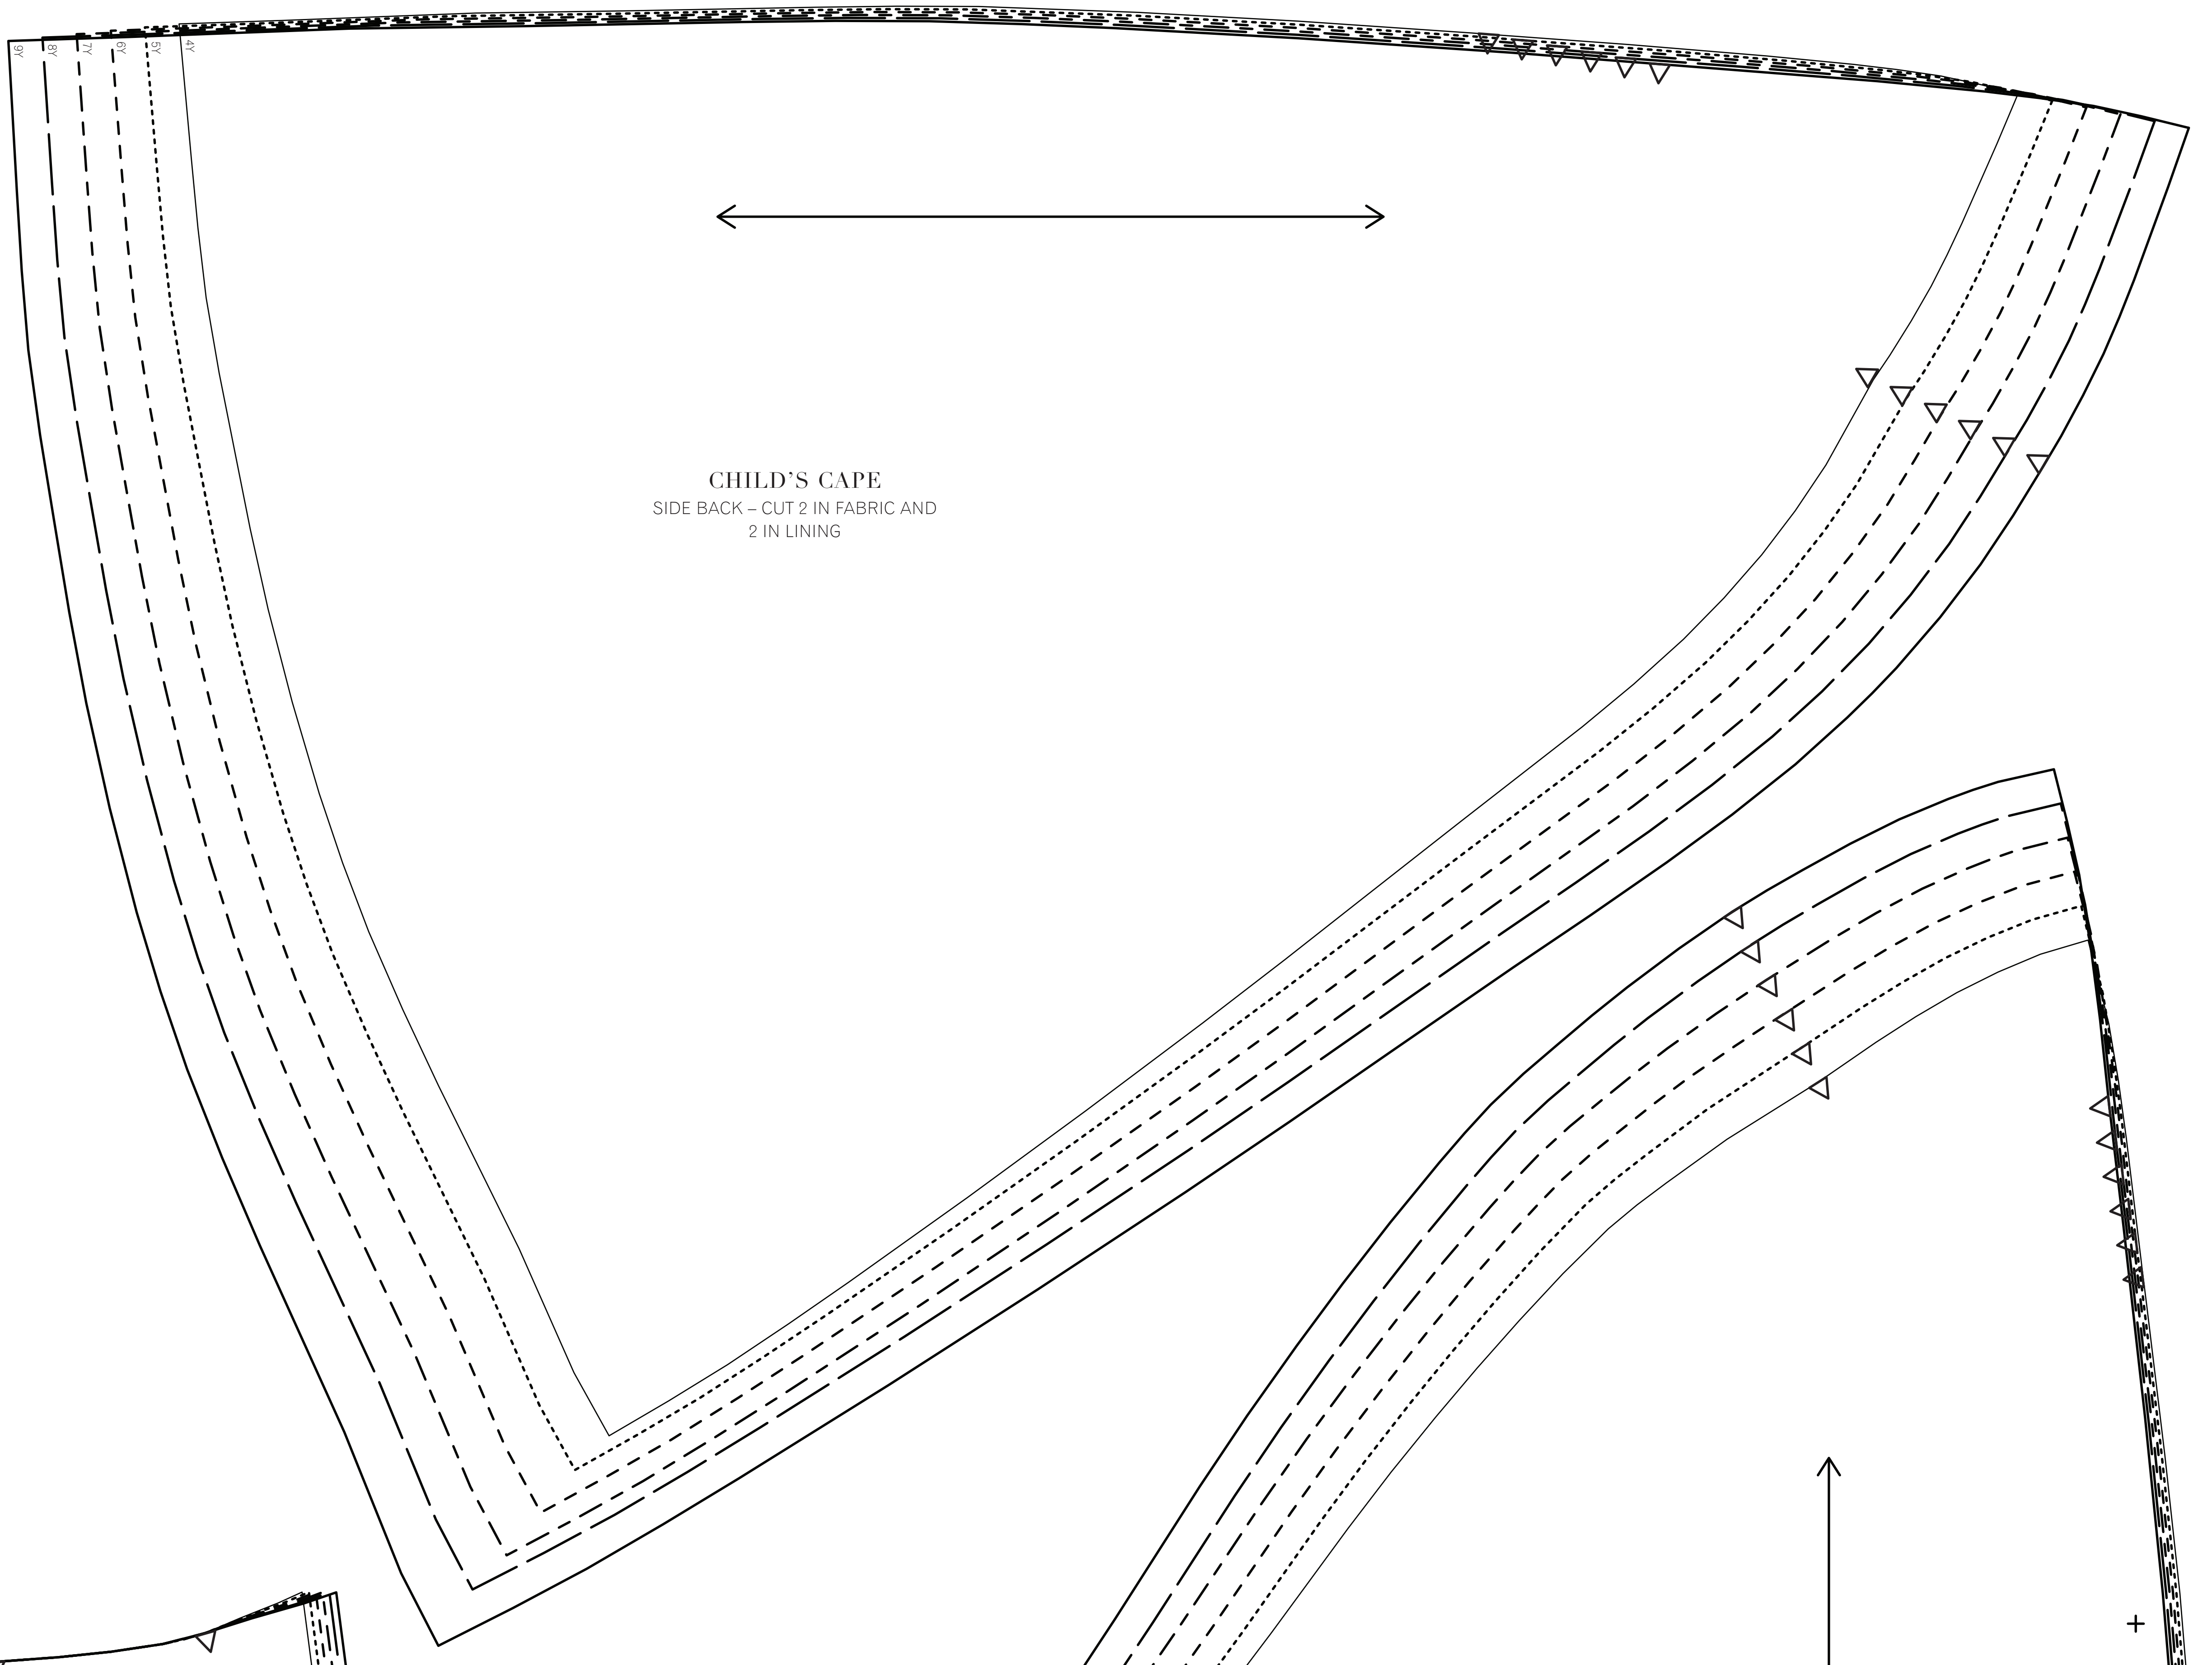 9Y
8Y
7Y
6Y
5Y
4Y
CHILD’S CAPE
SIDE BACK – CUT 2 IN FABRIC AND
2 IN LINING